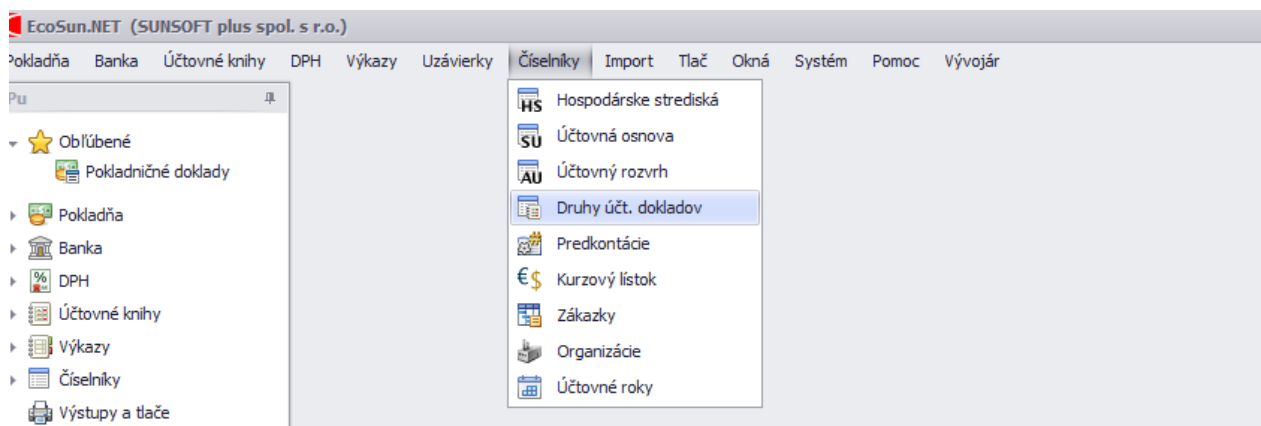 EcoSun.NET (SUNSOFT plus spol. s r.o.)
Pokladňa Banka Účtovné knihy DPH Výkazy Uzávierky Číselníky Import Tlač Okná Systém Pomoc Vývojár
Pu
Obľúbené
Pokladničné doklady
Pokladňa
Banka
DPH
Účtovné knihy
Výkazy
Číselníky
Výstupy a tlače
HS Hospodárske strediská
SU Účtovná osnova
AU Účtovný rozvrh
Druhy účt. dokladov
Predkontácie
€$ Kurzový lístok
Zákazky
Organizácie
Účtovné roky